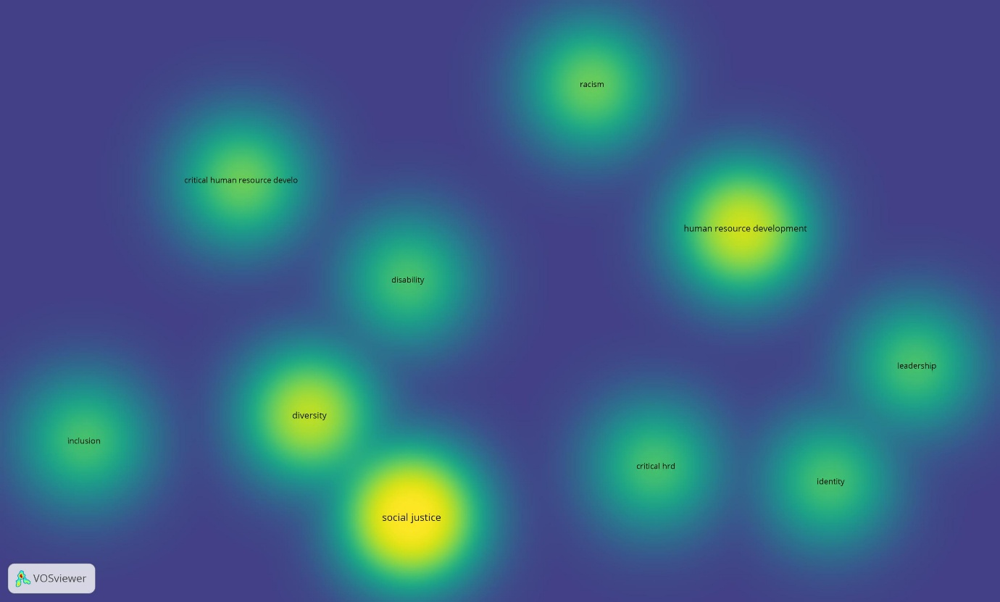 racism
critical human resource develo
human resource development
disability
leadership
diversity
inclusion
critical hrd
identity
social justice
VOSviewer